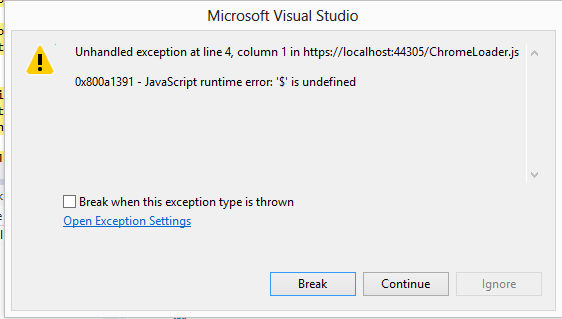 Microsoft Visual Studio
Unhandled exception at line 4, column 1 in https://localhost:44305/ChromeLoader.js
0x800a1391 - JavaScript runtime error: '$' is undefined
Break when this exception type is thrown
Open Exception Settings
Break Continue Ignore